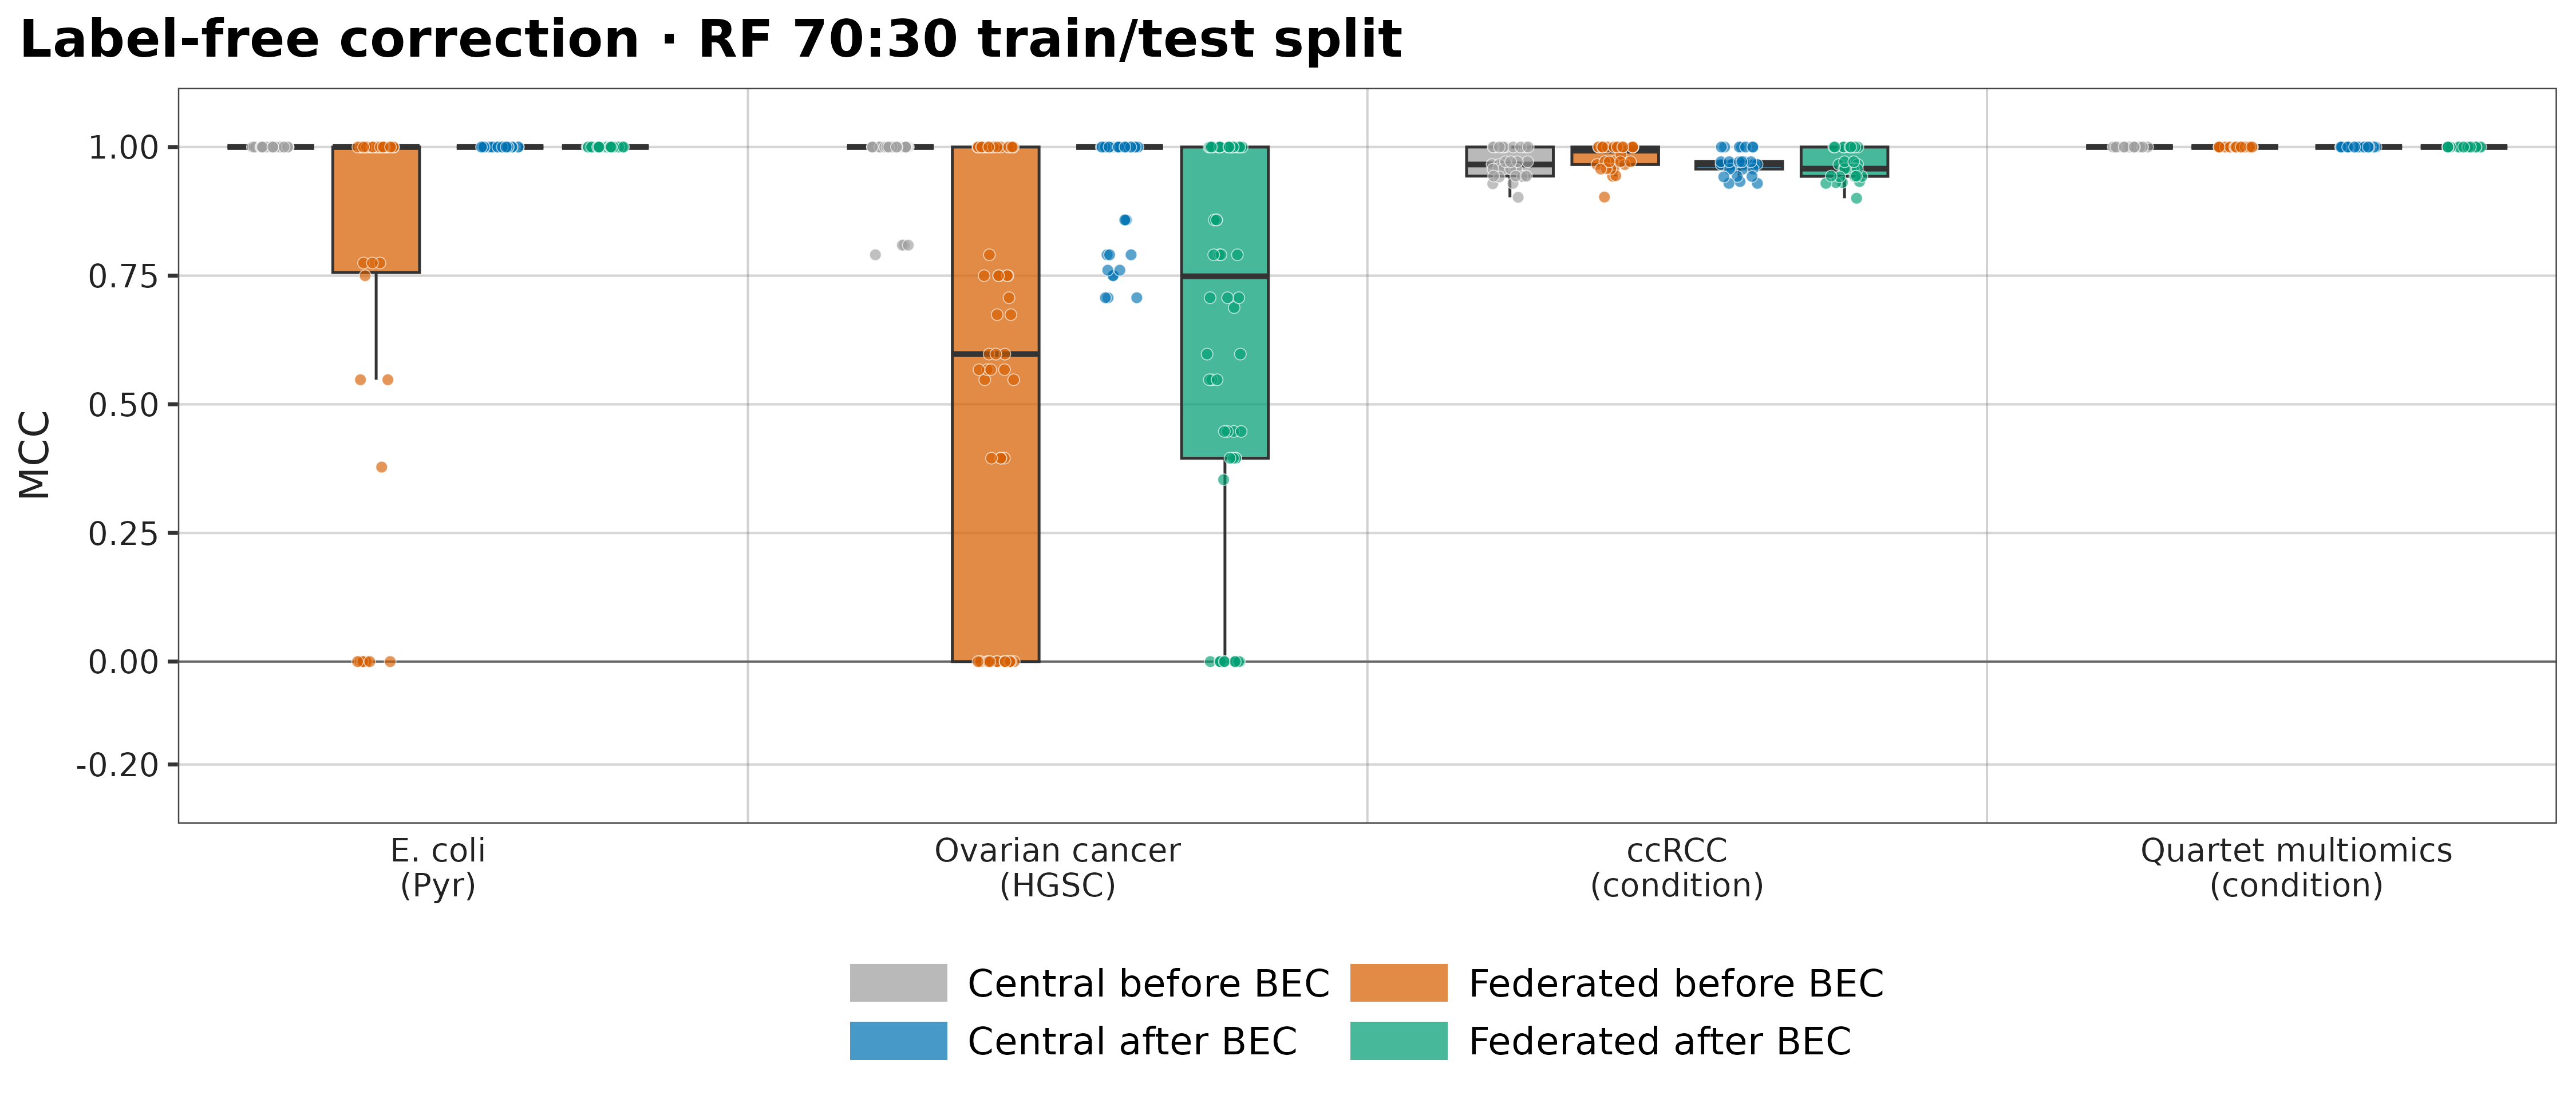 Label-free correction · RF 70:30 train/test split
MCC
1.00
0.75
0.50
0.25
0.00
-0.20
E. coli
(Pyr)
Ovarian cancer
(HGSC)
ccRCC
(condition)
Quartet multiomics
(condition)
Central before BEC
Federated before BEC
Central after BEC
Federated after BEC